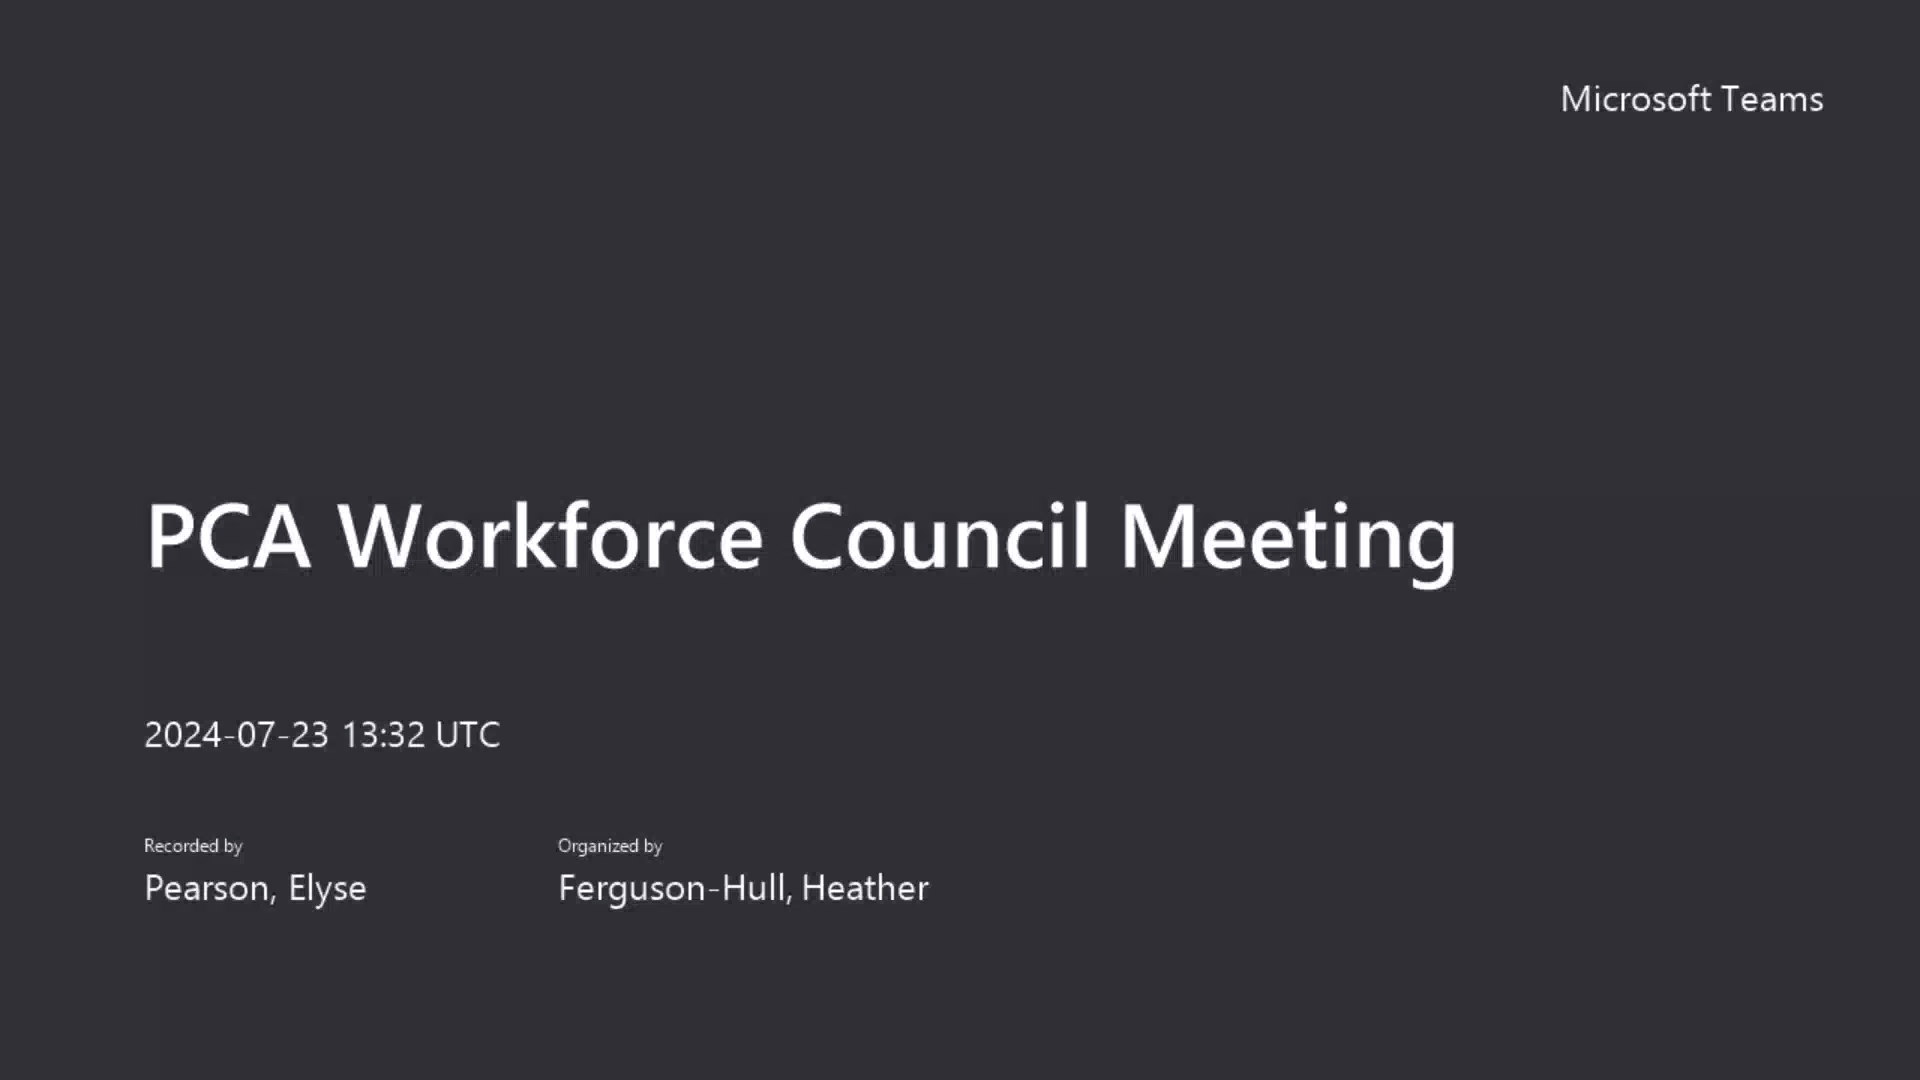 Microsoft Teams
PCA Workforce Council Meeting
2024-07-23 13:32 UTC
Recorded by
Organized by
Pearson, Elyse
Ferguson-Hull, Heather